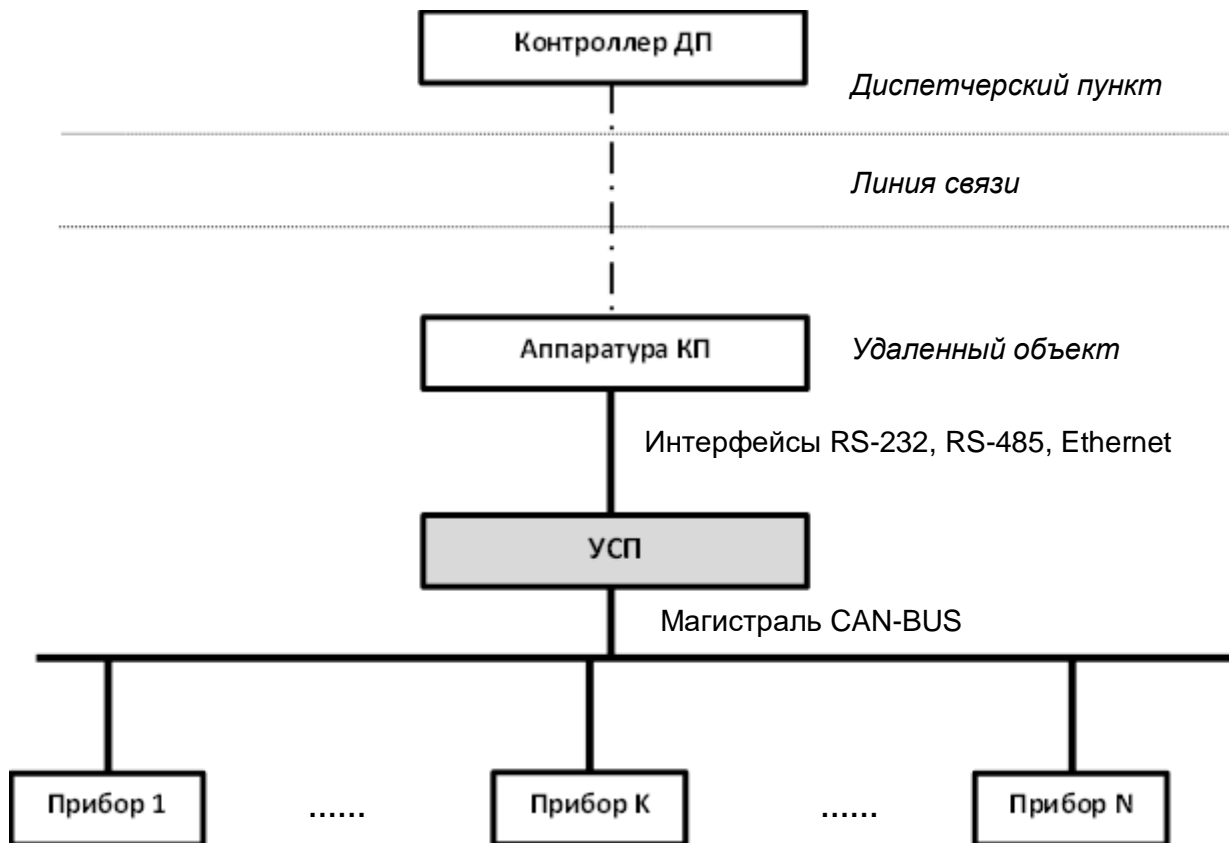 Контроллер ДП
Диспетчерский пункт
Линия связи
Аппаратура КП
Удаленный объект
Интерфейсы RS-232, RS-485, Ethernet
УСП
Магистраль CAN-BUS
Прибор 1
......
Прибор К
......
Прибор N